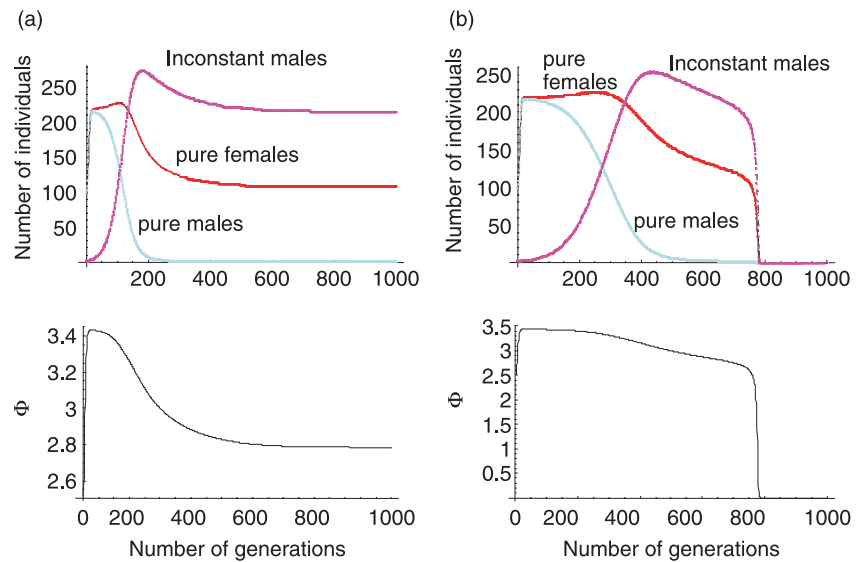 (a)
Number of individuals
250
200
150
100
50
Inconstant males
pure females
pure males
200 400 600 800 1000
(b)
Number of individuals
250
200
150
100
50
pure
females
Inconstant males
pure males
0 200 400 600 800 1000
Φ
3.4
3.2
3
2.8
2.6
0 200 400 600 800 1000
Number of generations
Φ
3.5
3
2.5
2
1.5
1
0.5
0 200 400 600 800 1000
Number of generations